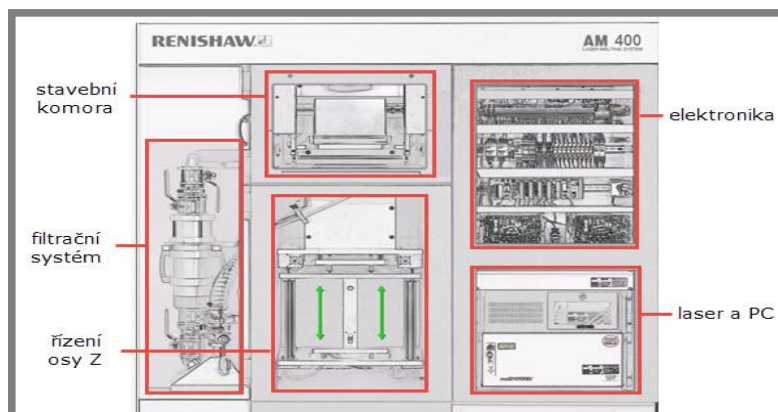 RENISHAW
AM 400
LASER MELTING SYSTEM
stavební
komora
elektronika
filtrační
systém
laser a PC
řízení
osy Z